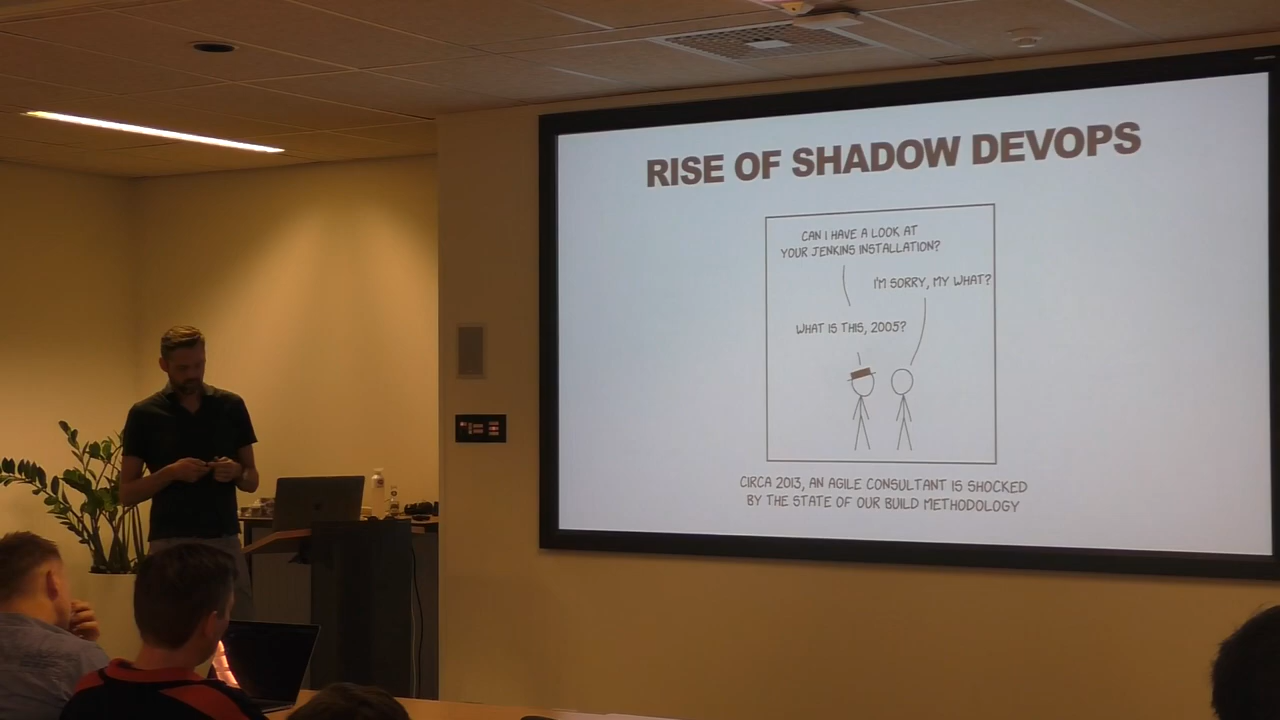 RISE OF SHADOW DEVOPS
CAN I HAVE A LOOK AT
YOUR JENKINS INSTALLATION?
I'M SORRY, MY WHAT?
WHAT IS THIS, 2005?
CIRCA 2013, AN AGILE CONSULTANT IS SHOCKED
BY THE STATE OF OUR BUILD METHODOLOGY